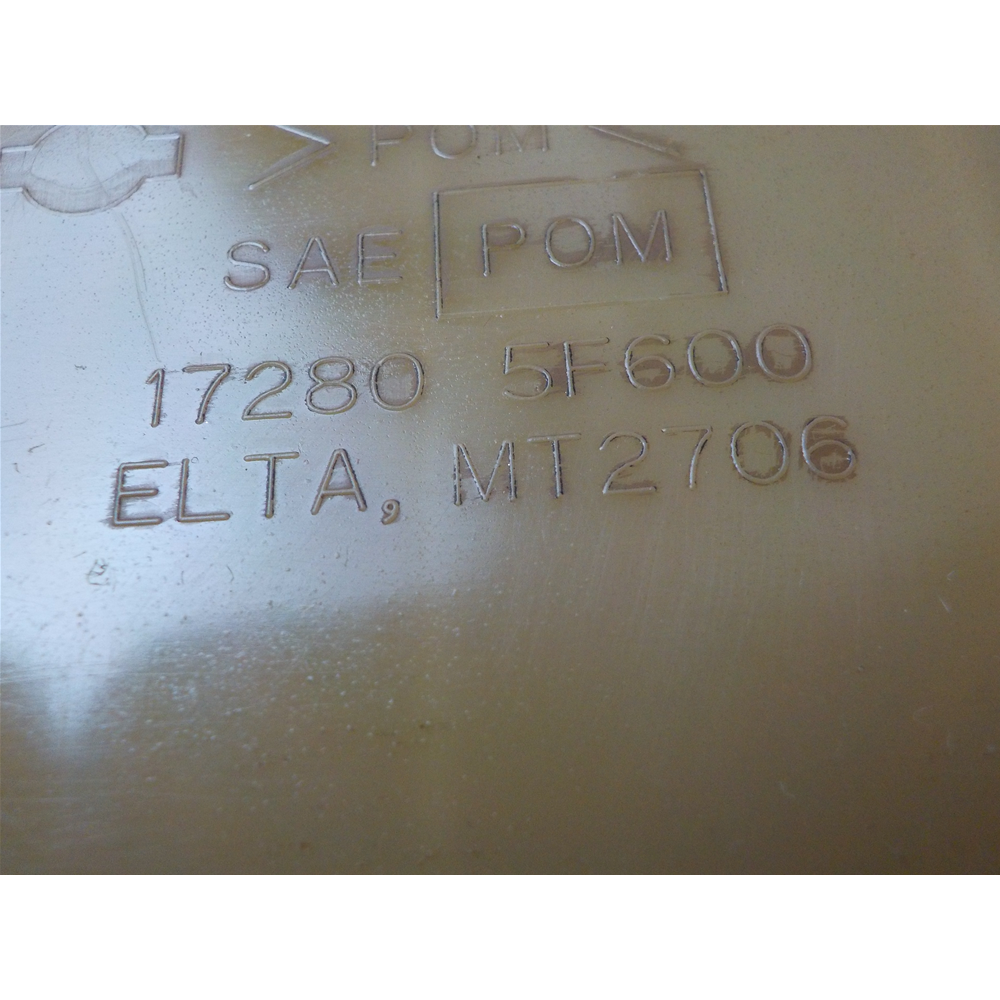 >POM<
SAE POM
17280 5F600
ELTA, MT2706